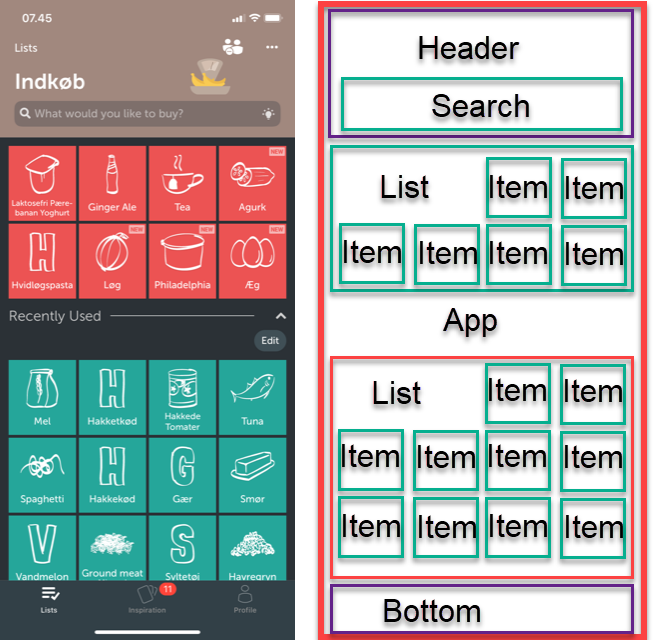 07.45
Lists
Indkøb
What would you like to buy?
Laktosefri Pære-
banan Yoghurt
Ginger Ale
Tea
NEW
Agurk
Hvidløgspasta
NEW
Løg
NEW
Philadelphia
NEW
Æg
Recently Used
Edit
Mel
H
Hakketkød
Hakkede
Tomater
Tuna
Spaghetti
H
Hakkekød
G
Gær
Smør
V
Vandmelon
Ground meat
S
Syltetøj
Havregryn
H
Lists
11
Inspiration
Profile
Header
Search
List
Item
Item
Item
Item
Item
Item
App
List
Item
Item
Item
Item
Item
Item
Item
Item
Item
Item
Bottom